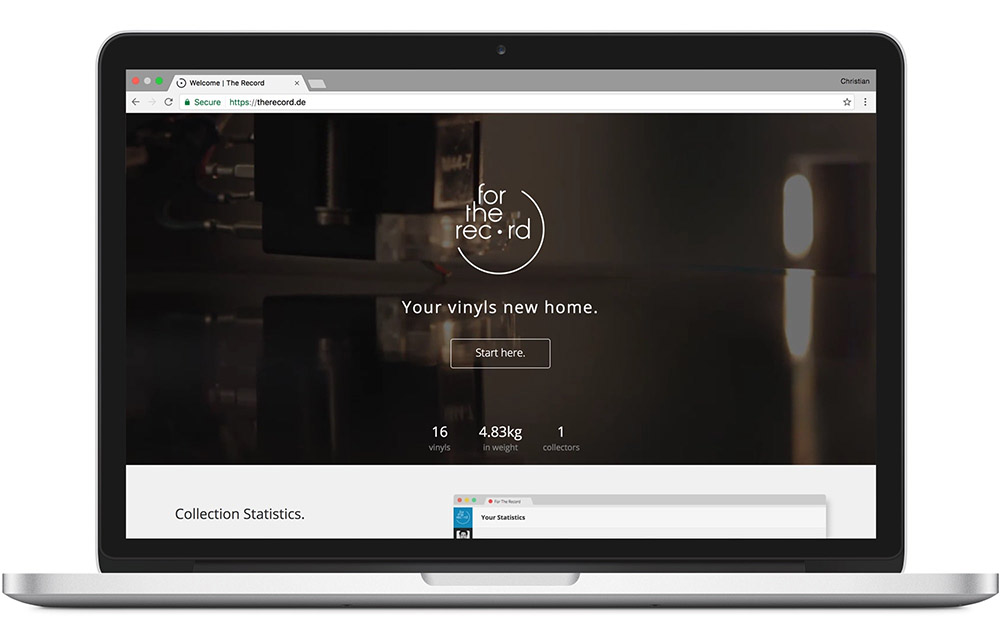 Welcome | The Record
Christian
Secure https://therecord.de
for
the
rec•rd
Your vinyls new home.
Start here.
16
4.83kg
1
vinyls
in weight
collectors
Collection Statistics.
For The Record
Your Statistics